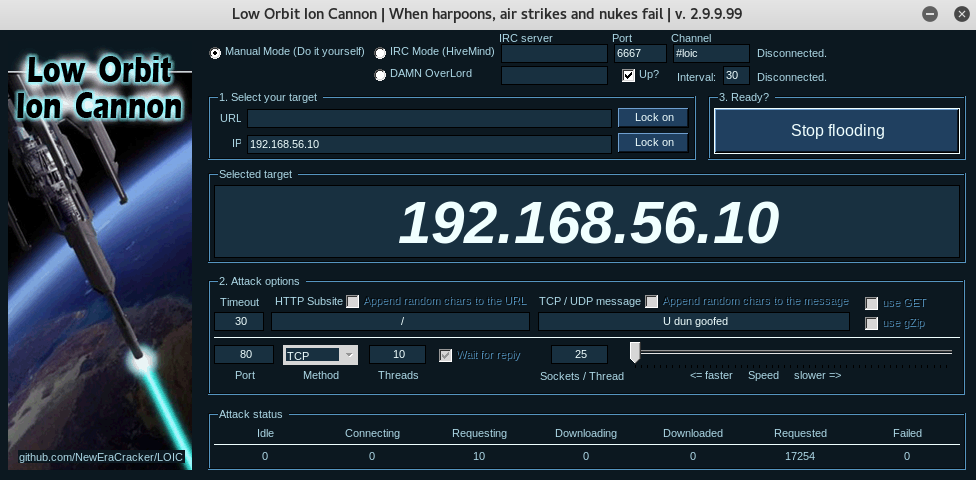 Low Orbit Ion Cannon | When harpoons, air strikes and nukes fail | v. 2.9.9.99
Low Orbit
Ion Cannon
github.com/NewEraCracker/LOIC
IRC server Port Channel
Manual Mode (Do it yourself) IRC Mode (HiveMind) 6667 #loic Disconnected.
DAMN OverLord Up? Interval: 30 Disconnected.
1. Select your target
URL Lock on
IP 192.168.56.10 Lock on
3. Ready?
Stop flooding
Selected target
192.168.56.10
2. Attack options
Timeout HTTP Subsite Append random chars to the URL TCP / UDP message Append random chars to the message use GET
30 / U dun goofed use gZip
80 TCP 10 Wait for reply 25
Port Method Threads Sockets / Thread <= faster Speed slower =>
Attack status
Idle Connecting Requesting Downloading Downloaded Requested Failed
0 0 10 0 0 17254 0